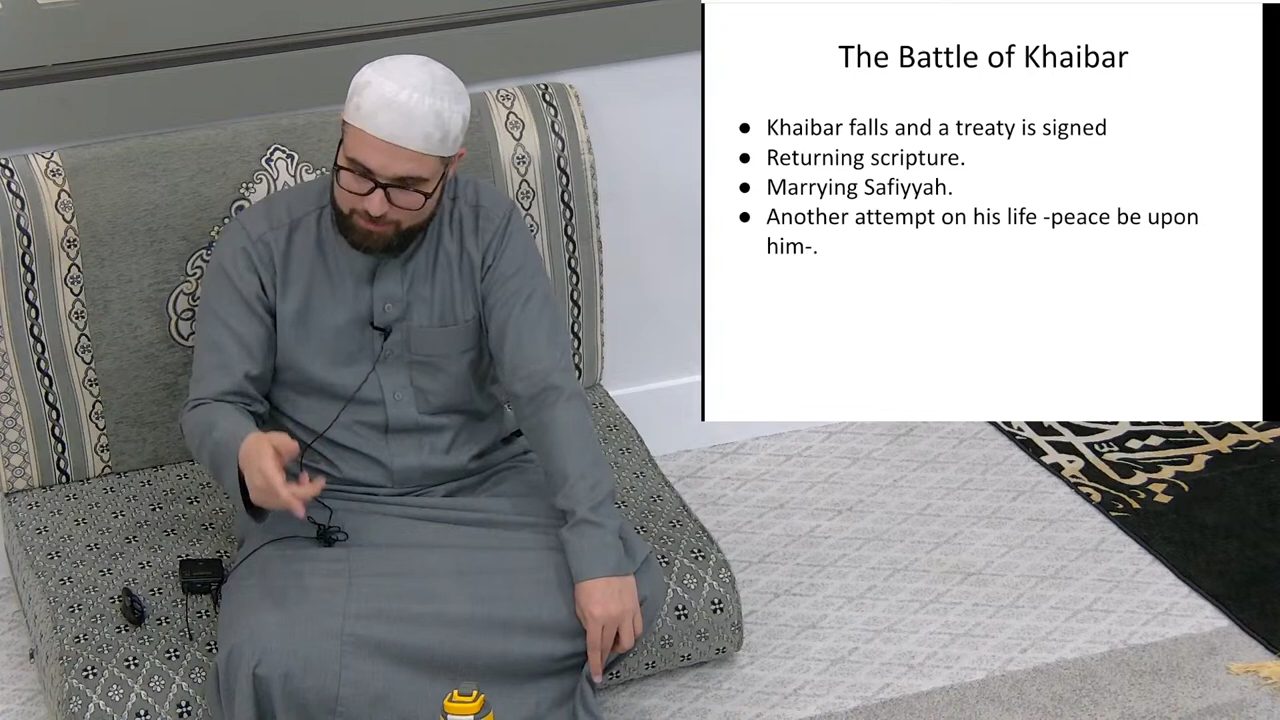 The Battle of Khaibar
● Khaibar falls and a treaty is signed
● Returning scripture.
● Marrying Safiyyah.
● Another attempt on his life -peace be upon
him-.